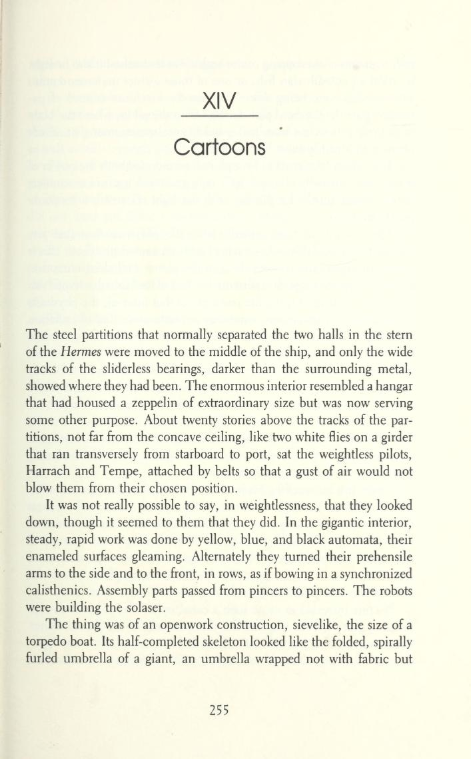 XIV
Cartoons
The steel partitions that normally separated the two halls in the stern
of the Hermes were moved to the middle of the ship, and only the wide
tracks of the sliderless bearings, darker than the surrounding metal,
showed where they had been. The enormous interior resembled a hangar
that had housed a zeppelin of extraordinary size but was now serving
some other purpose. About twenty stories above the tracks of the par-
titions, not far from the concave ceiling, like two white flies on a girder
that ran transversely from starboard to port, sat the weightless pilots,
Harrach and Tempe, attached by belts so that a gust of air would not
blow them from their chosen position.
It was not really possible to say, in weightlessness, that they looked
down, though it seemed to them that they did. In the gigantic interior,
steady, rapid work was done by yellow, blue, and black automata, their
enameled surfaces gleaming. Alternately they turned their prehensile
arms to the side and to the front, in rows, as if bowing in a synchronized
calisthenics. Assembly parts passed from pincers to pincers. The robots
were building the solaser.
The thing was of an openwork construction, sievelike, the size of a
torpedo boat. Its half-completed skeleton looked like the folded, spirally
furled umbrella of a giant, an umbrella wrapped not with fabric but
255